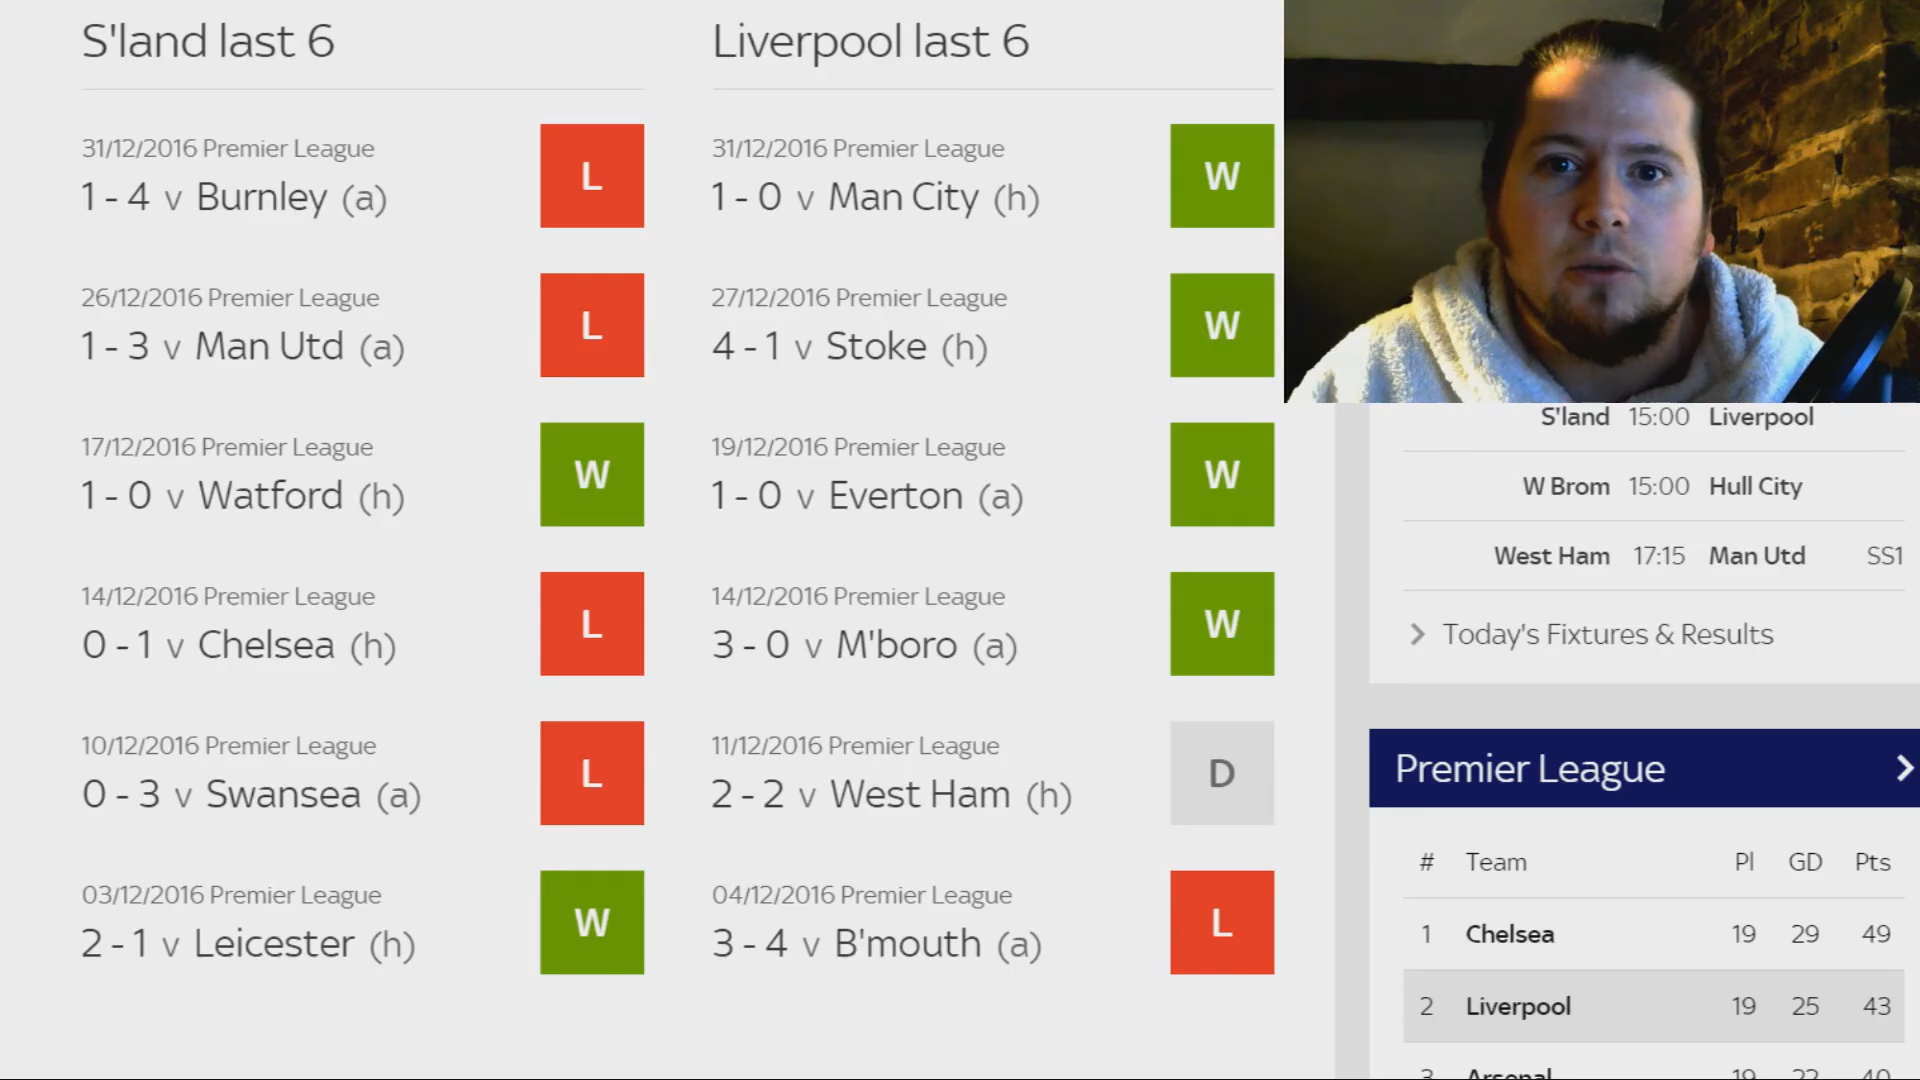 S'land last 6
31/12/2016 Premier League
1 - 4 v Burnley (a)
L
26/12/2016 Premier League
1 - 3 v Man Utd (a)
L
17/12/2016 Premier League
1 - 0 v Watford (h)
W
14/12/2016 Premier League
0 - 1 v Chelsea (h)
L
10/12/2016 Premier League
0 - 3 v Swansea (a)
L
03/12/2016 Premier League
2 - 1 v Leicester (h)
W
Liverpool last 6
31/12/2016 Premier League
1 - 0 v Man City (h)
W
27/12/2016 Premier League
4 - 1 v Stoke (h)
W
19/12/2016 Premier League
1 - 0 v Everton (a)
W
14/12/2016 Premier League
3 - 0 v M'boro (a)
W
11/12/2016 Premier League
2 - 2 v West Ham (h)
D
04/12/2016 Premier League
3 - 4 v B'mouth (a)
L
S'land 15:00 Liverpool
W Brom 15:00 Hull City
West Ham 17:15 Man Utd SS1
Today's Fixtures & Results
Premier League
# Team Pl GD Pts
1 Chelsea 19 29 49
2 Liverpool 19 25 43
3 Arsenal 19 22 40